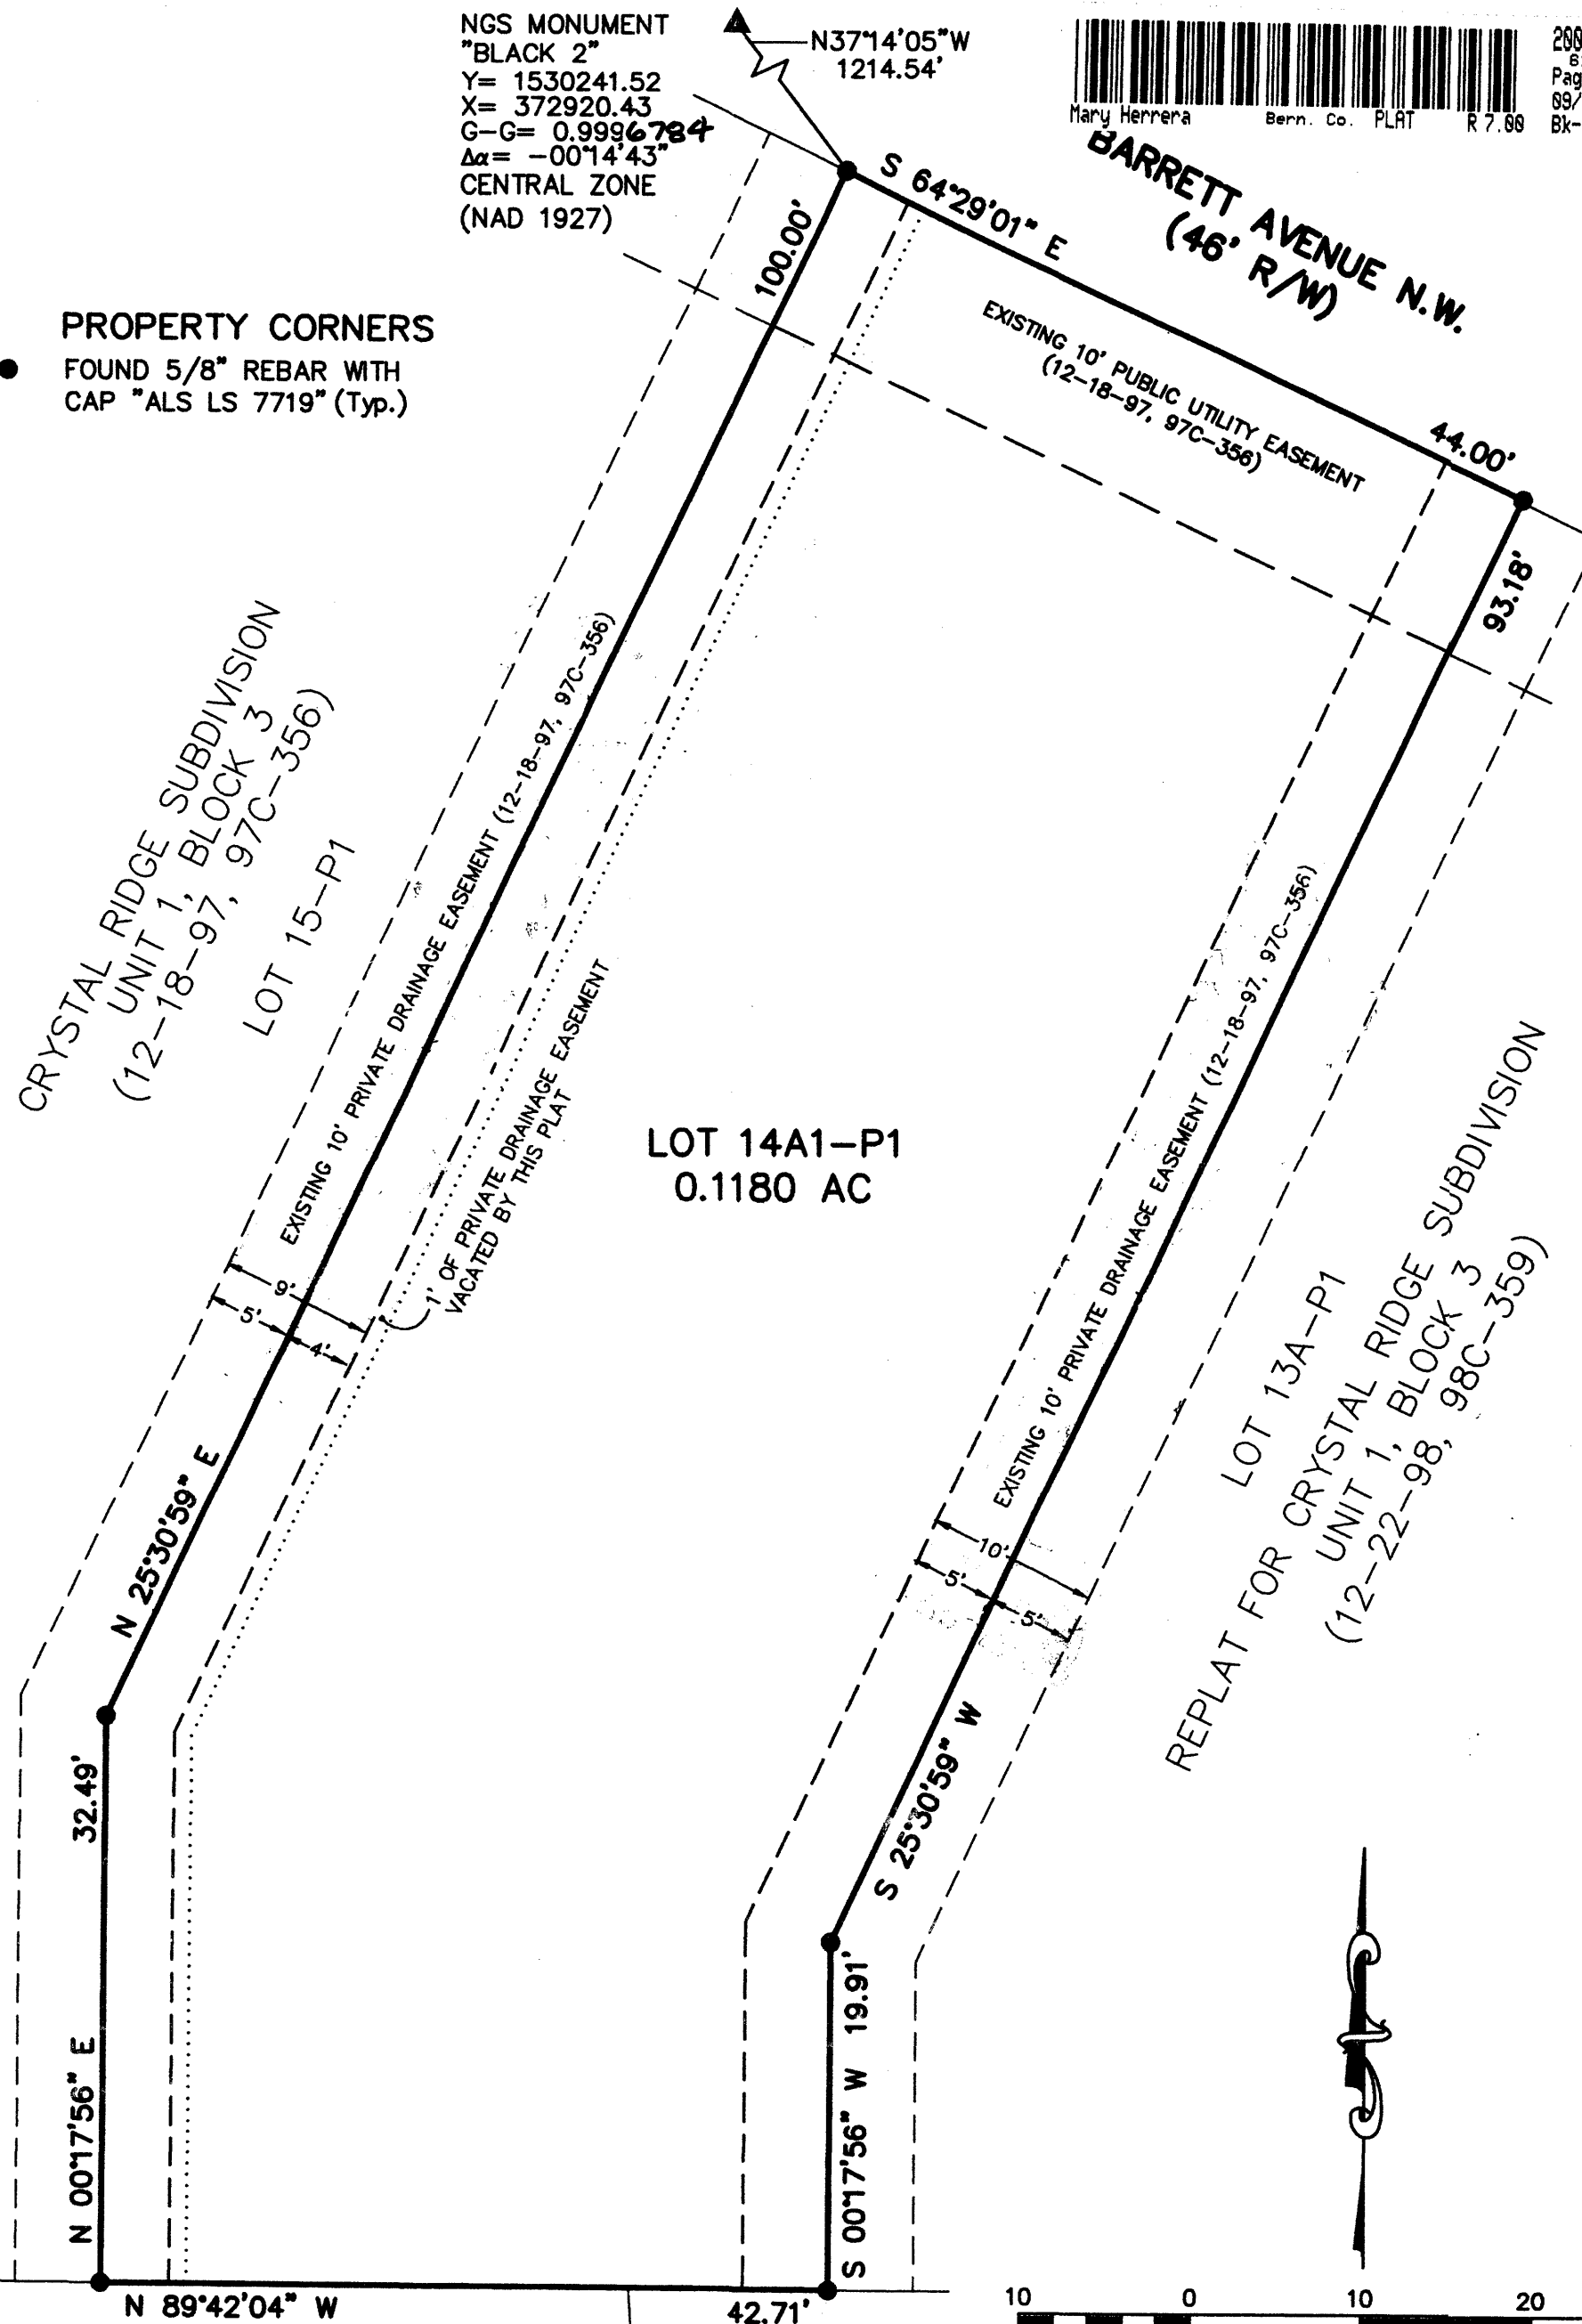 NGS MONUMENT
"BLACK 2"
Y= 1530241.52
X= 372920.43
G-G= 0.9996784
Δα= -00°14'43"
CENTRAL ZONE
(NAD 1927)
N37°14'05"W
1214.54'
Mary Herrera Bern. Co. PLAT R 7.00
200
Pag
09/
Bk-
BARRETT AVENUE N.W.
(46' R/W)
S 64°29'01" E
44.00'
PROPERTY CORNERS
FOUND 5/8" REBAR WITH
CAP "ALS LS 7719" (Typ.)
100.00'
EXISTING 10' PUBLIC UTILITY EASEMENT
(12-18-97, 97C-356)
93.18'
CRYSTAL RIDGE SUBDIVISION
UNIT 1, BLOCK 3
(12-18-97, 97C-356)
LOT 15-P1
EXISTING 10' PRIVATE DRAINAGE EASEMENT (12-18-97, 97C-356)
1' OF PRIVATE DRAINAGE EASEMENT
VACATED BY THIS PLAT
LOT 14A1-P1
0.1180 AC
EXISTING 10' PRIVATE DRAINAGE EASEMENT (12-18-97, 97C-356)
9'
5'
4'
10'
5'
5'
LOT 13A-P1
REPLAT FOR CRYSTAL RIDGE SUBDIVISION
UNIT 1, BLOCK 3
(12-22-98, 98C-359)
N 25°30'59" E
S 25°30'59" W
32.49'
N 00°17'56" E
19.91'
S 00°17'56" W
N 89°42'04" W
42.71'
10 0 10 20